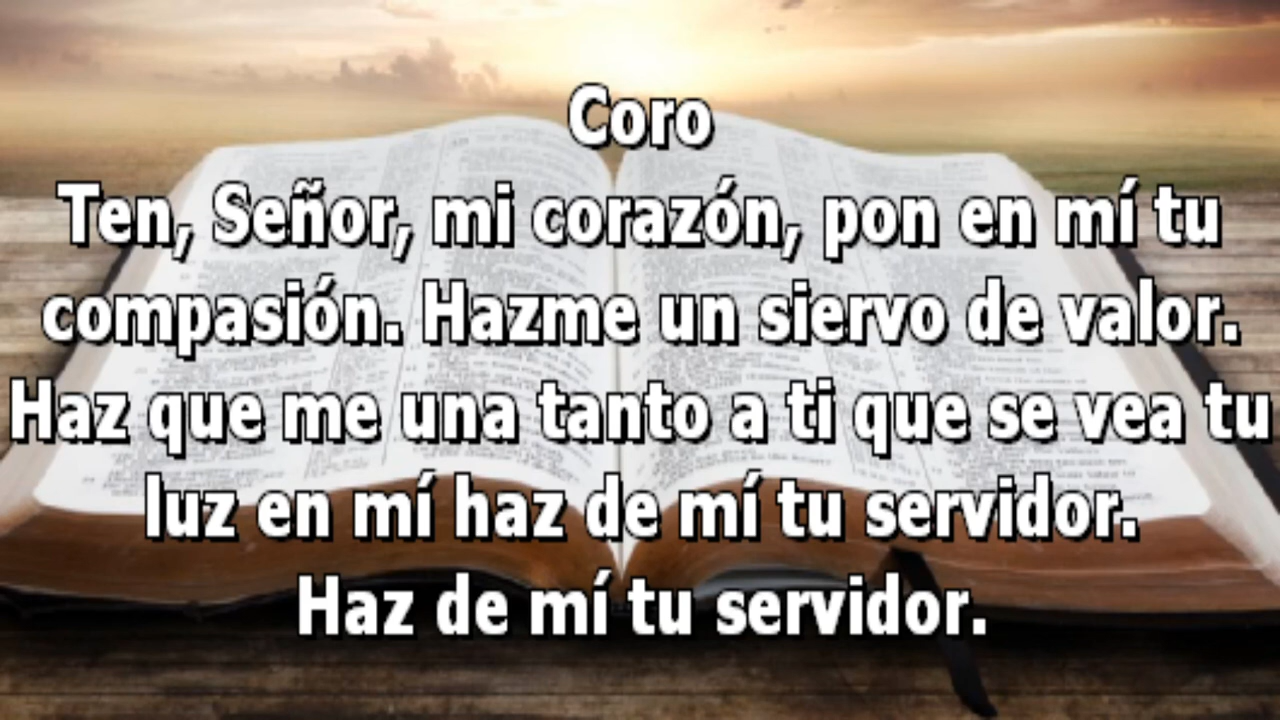 Coro
Ten, Señor, mi corazón, pon en mí tu
compasión. Hazme un siervo de valor.
Haz que me una tanto a ti que se vea tu
luz en mí haz de mí tu servidor.
Haz de mí tu servidor.